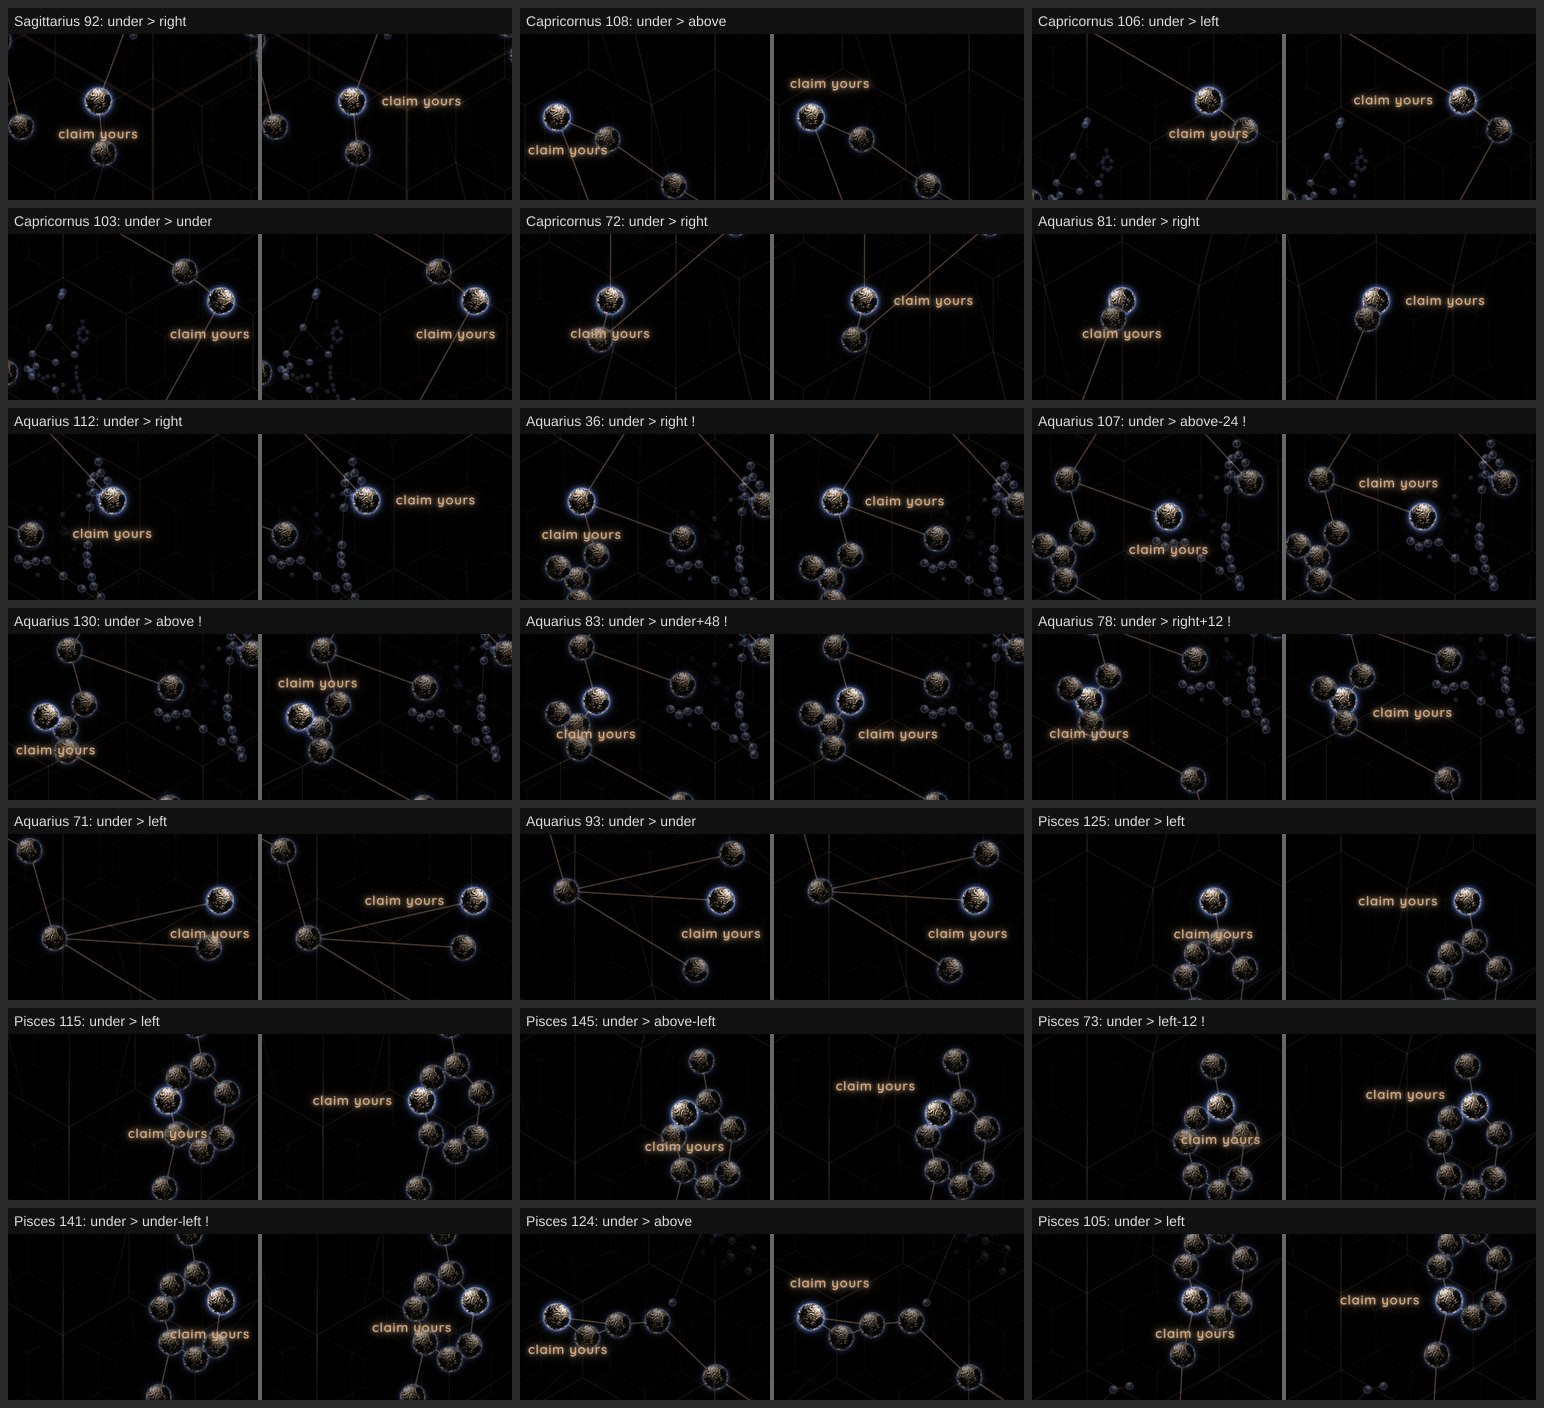 Sagittarius 92: under > right
claim yours
claim yours
Capricornus 108: under > above
claim yours
claim yours
Capricornus 106: under > left
claim yours
claim yours
Capricornus 103: under > under
claim yours
claim yours
Capricornus 72: under > right
claim yours
claim yours
Aquarius 81: under > right
claim yours
claim yours
Aquarius 112: under > right
claim yours
claim yours
Aquarius 36: under > right !
claim yours
claim yours
Aquarius 107: under > above-24 !
claim yours
claim yours
Aquarius 130: under > above !
claim yours
claim yours
Aquarius 83: under > under+48 !
claim yours
claim yours
Aquarius 78: under > right+12 !
claim yours
claim yours
Aquarius 71: under > left
claim yours
claim yours
Aquarius 93: under > under
claim yours
claim yours
Pisces 125: under > left
claim yours
claim yours
Pisces 115: under > left
claim yours
claim yours
Pisces 145: under > above-left
claim yours
claim yours
Pisces 73: under > left-12 !
claim yours
claim yours
Pisces 141: under > under-left !
claim yours
claim yours
Pisces 124: under > above
claim yours
claim yours
Pisces 105: under > left
claim yours
claim yours